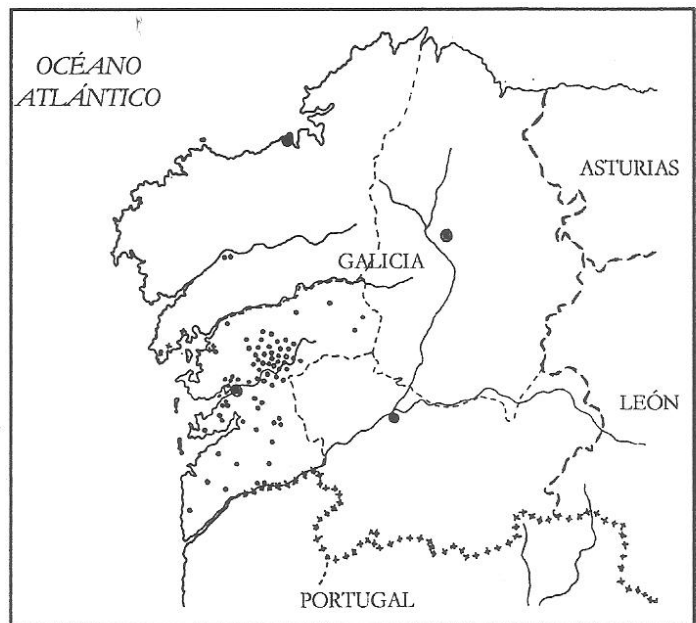 OCÉANO
ATLÁNTICO
ASTURIAS
GALICIA
LEÓN
PORTUGAL